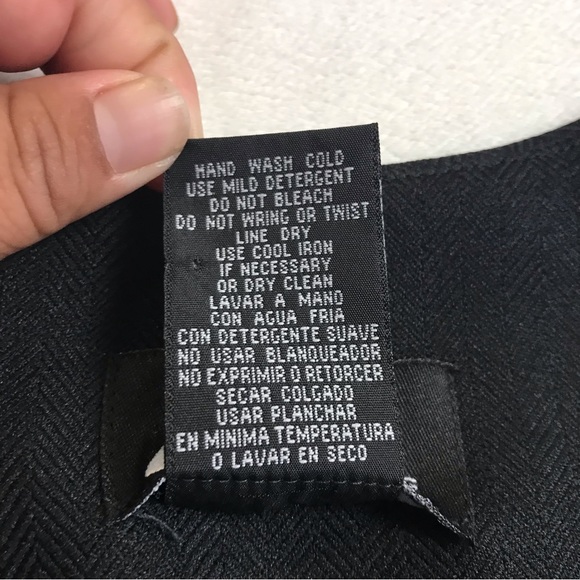 HAND WASH COLD
USE MILD DETERGENT
DO NOT BLEACH
DO NOT WRING OR TWIST
LINE DRY
USE COOL IRON
IF NECESSARY
OR DRY CLEAN
LAVAR A MANO
CON AGUA FRIA
CON DETERGENTE SUAVE
NO USAR BLANQUEADOR
NO EXPRIMIR O RETORCER
SECAR COLGADO
USAR PLANCHAR
EN MINIMA TEMPERATURA
O LAVAR EN SECO